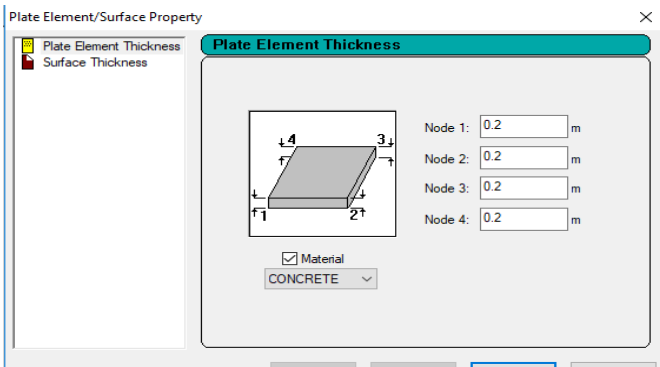 Plate Element/Surface Property
Plate Element Thickness
Surface Thickness
Plate Element Thickness
4 3
1 2
Node 1: 0.2 m
Node 2: 0.2 m
Node 3: 0.2 m
Node 4: 0.2 m
Material
CONCRETE